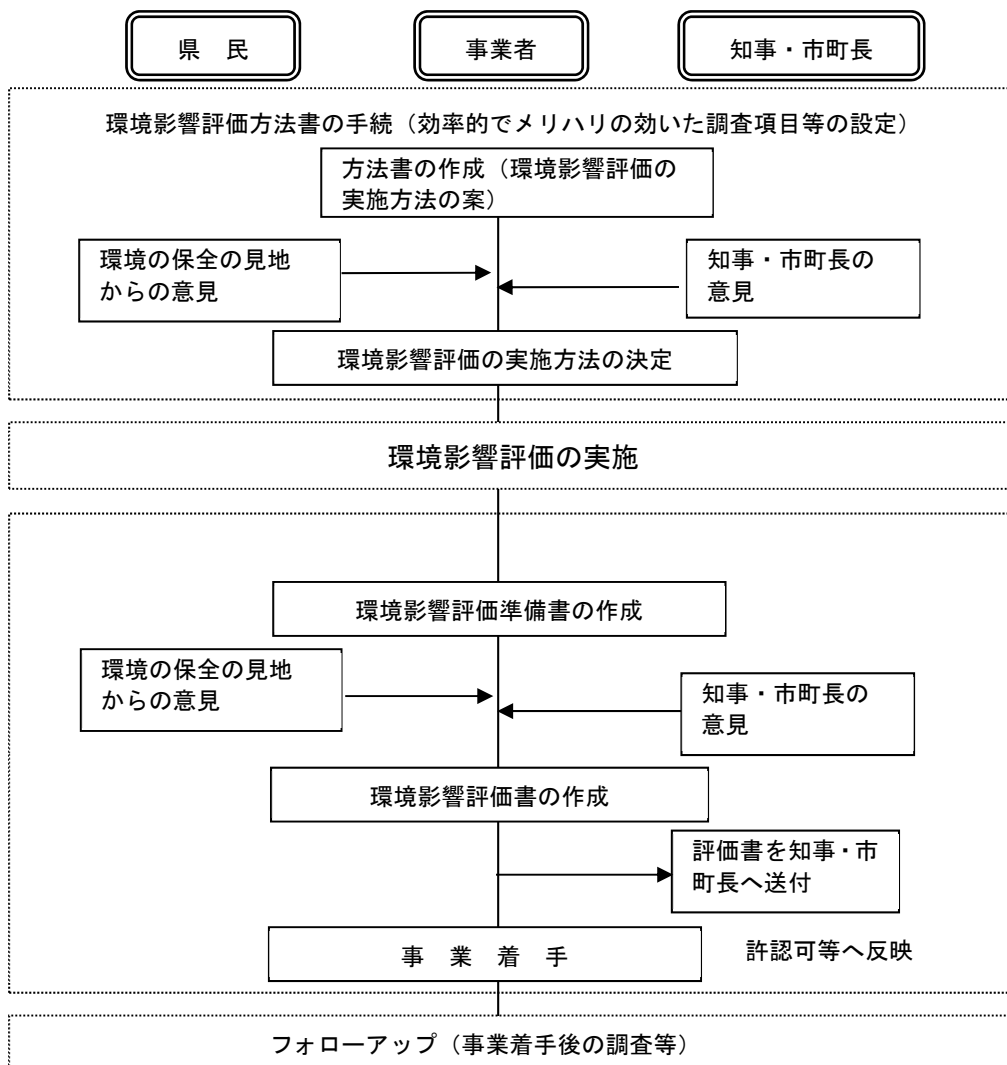 県　民
事業者
知事・市町長
環境影響評価方法書の手続（効率的でメリハリの効いた調査項目等の設定）
方法書の作成（環境影響評価の
実施方法の案）
環境の保全の見地
からの意見
知事・市町長の
意見
環境影響評価の実施方法の決定
環境影響評価の実施
環境影響評価準備書の作成
環境の保全の見地
からの意見
知事・市町長の
意見
環境影響評価書の作成
評価書を知事・市
町長へ送付
事　業　着　手
許認可等へ反映
フォローアップ（事業着手後の調査等）